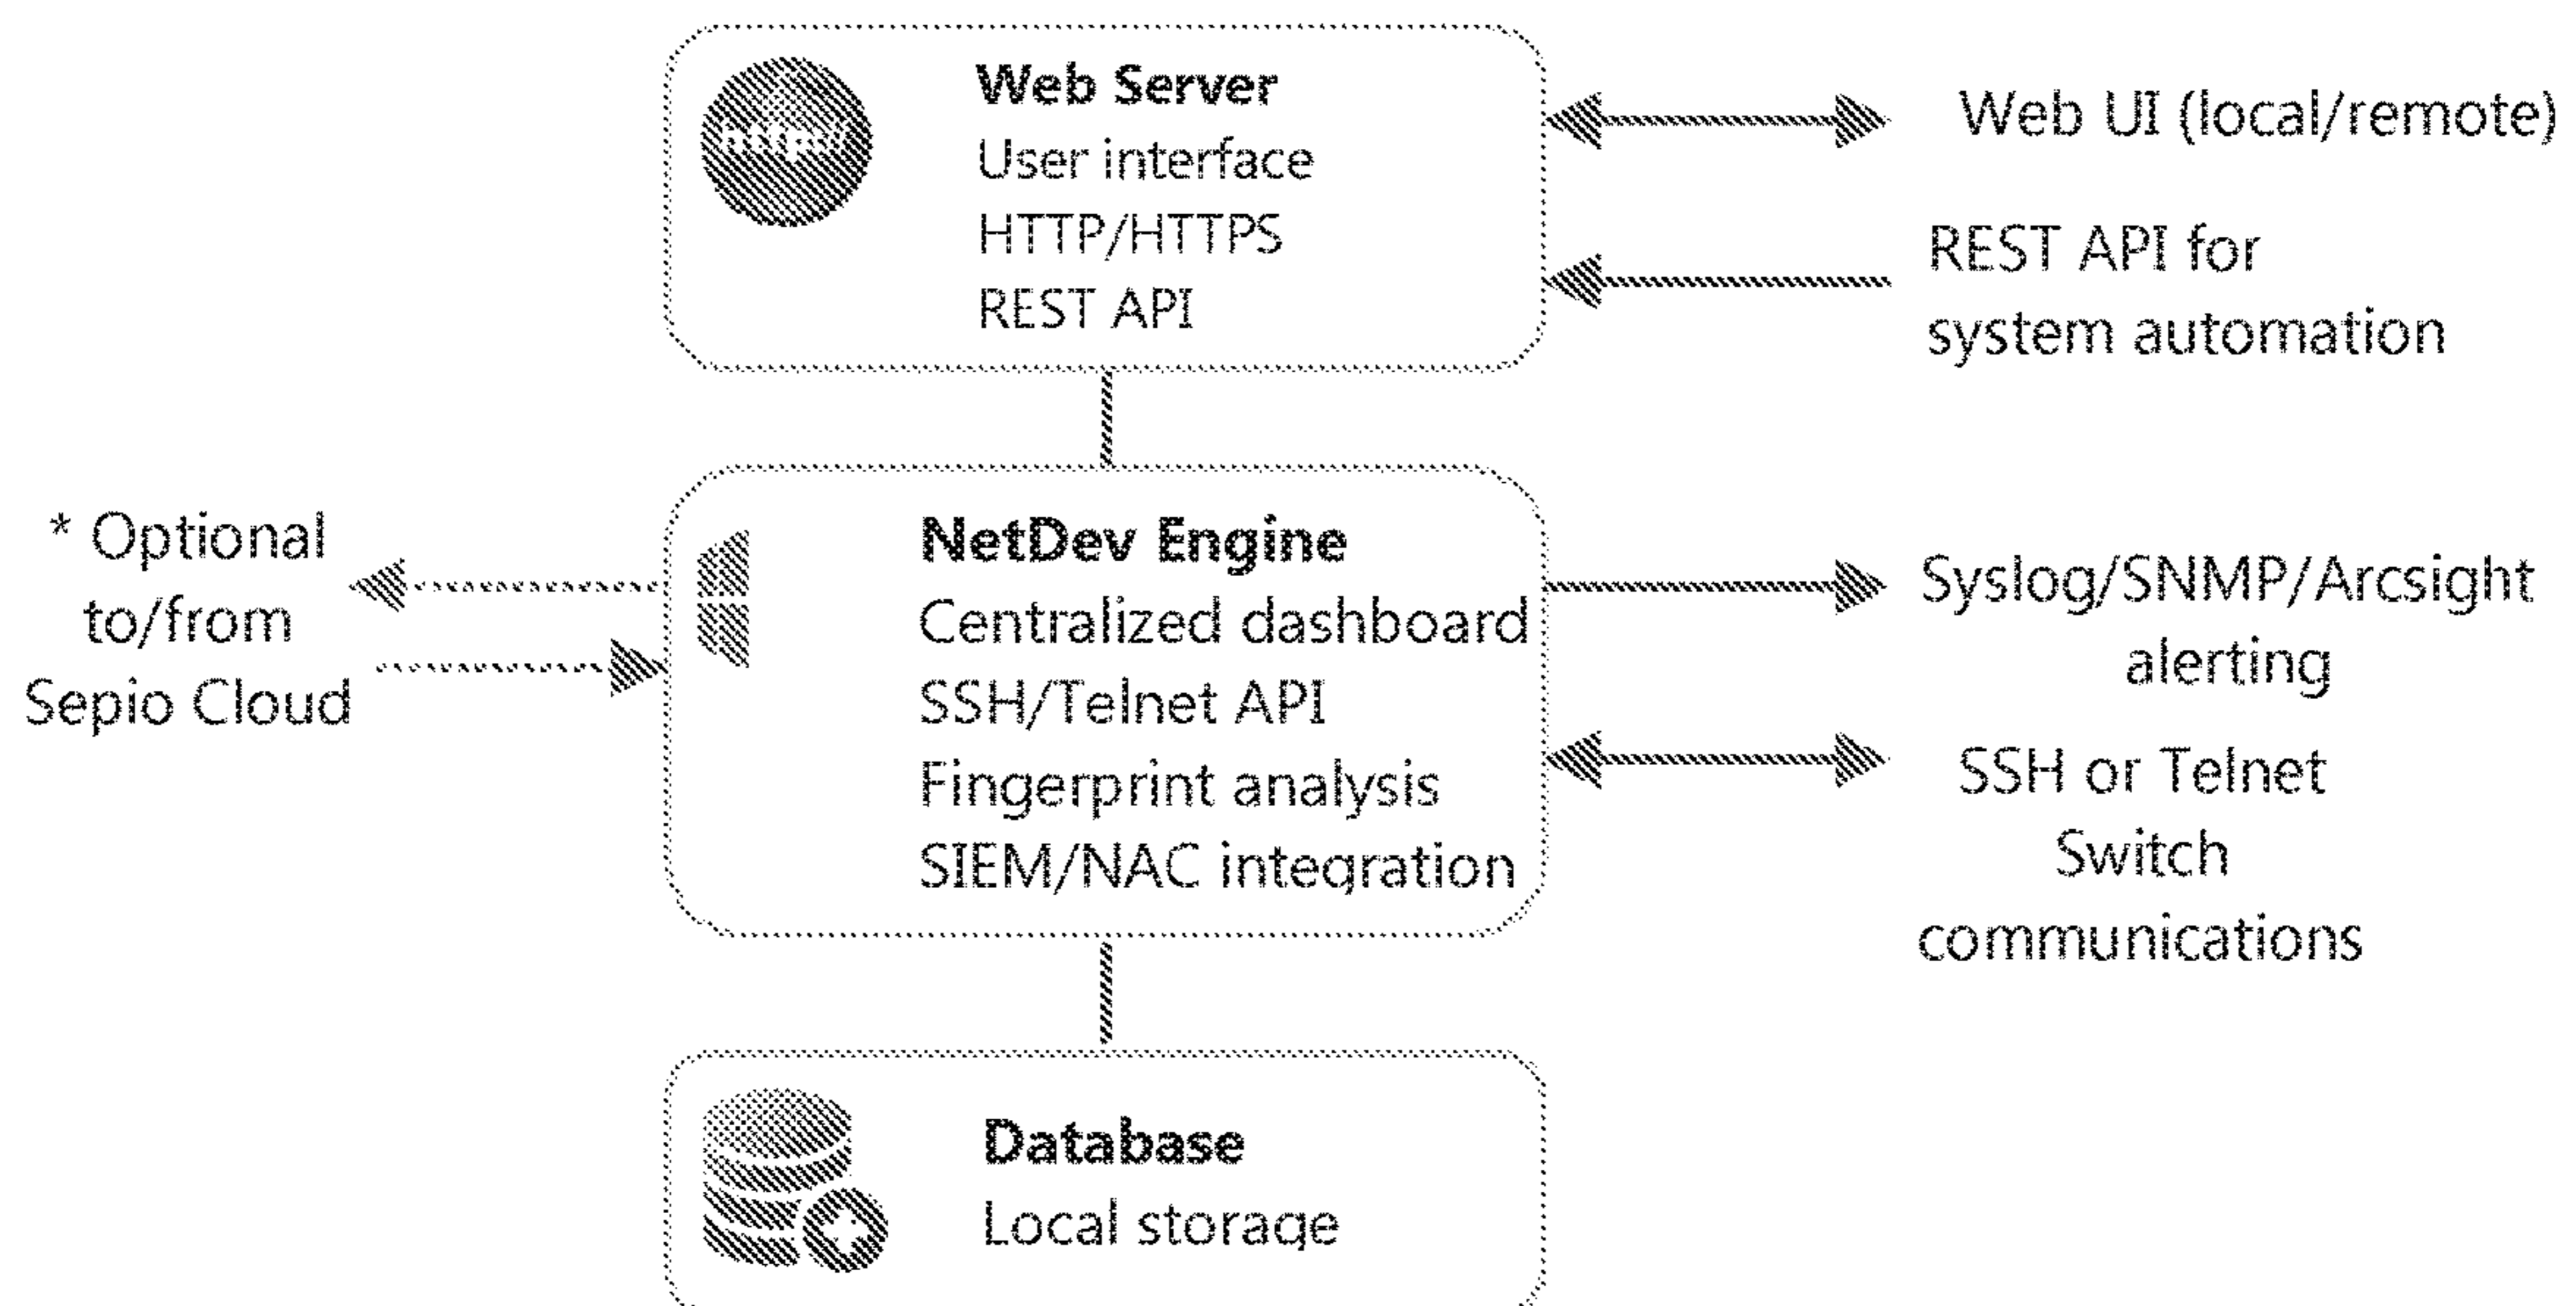 http://
Web Server
User interface
HTTP/HTTPS
REST API
Web UI (local/remote)
REST API for
system automation
* Optional
to/from
Sepio Cloud
NetDev Engine
Centralized dashboard
SSH/Telnet API
Fingerprint analysis
SIEM/NAC integration
Syslog/SNMP/Arcsight
alerting
SSH or Telnet
Switch
communications
Database
Local storage